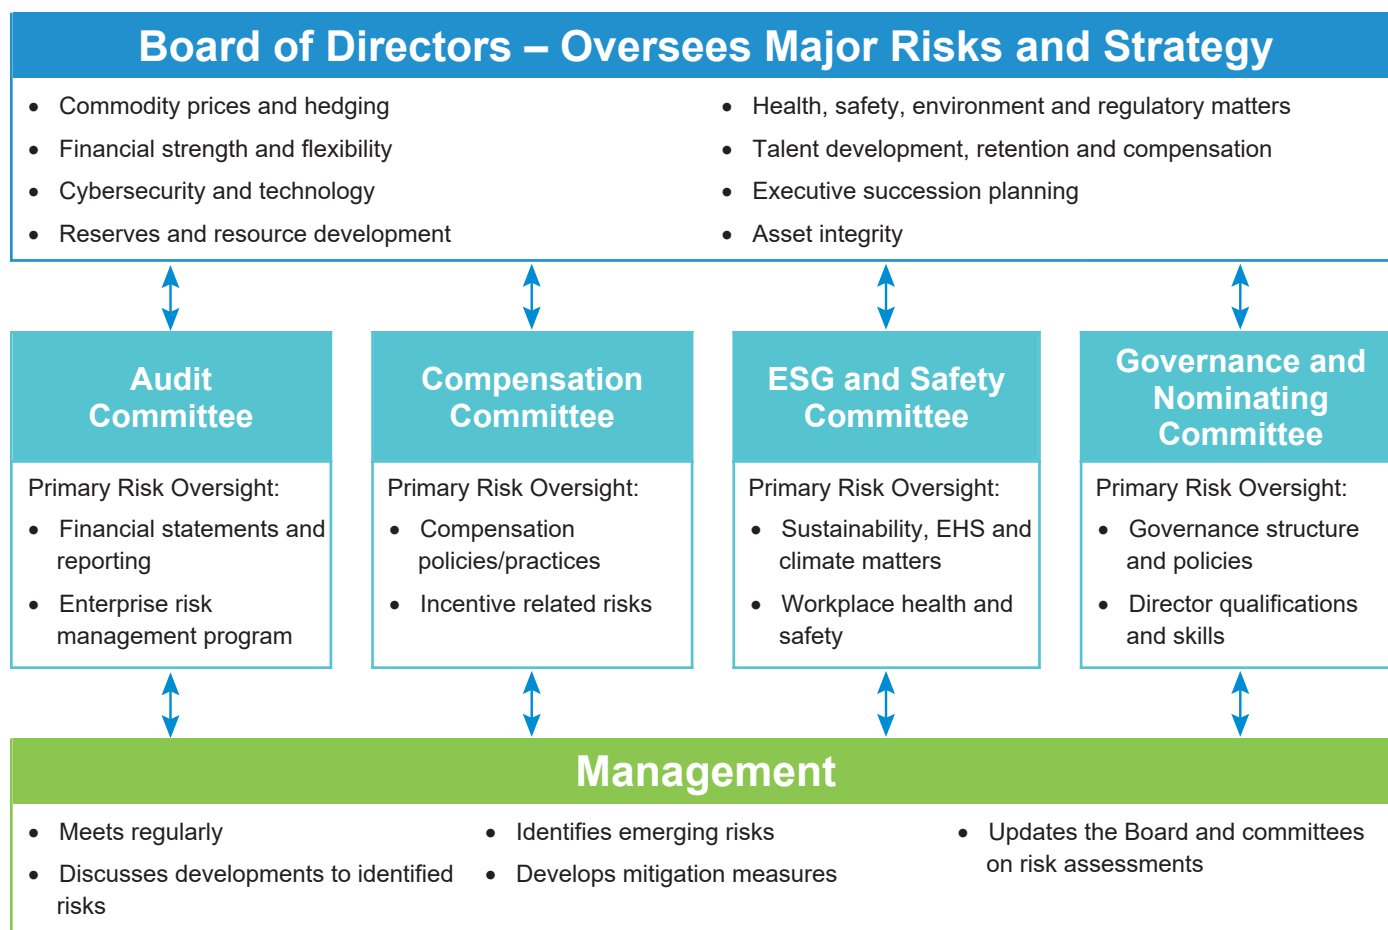 Board of Directors – Oversees Major Risks and Strategy
• Commodity prices and hedging
• Financial strength and flexibility
• Cybersecurity and technology
• Reserves and resource development
• Health, safety, environment and regulatory matters
• Talent development, retention and compensation
• Executive succession planning
• Asset integrity
Audit
Committee
Primary Risk Oversight:
• Financial statements and
reporting
• Enterprise risk
management program
Compensation
Committee
Primary Risk Oversight:
• Compensation
policies/practices
• Incentive related risks
ESG and Safety
Committee
Primary Risk Oversight:
• Sustainability, EHS and
climate matters
• Workplace health and
safety
Governance and
Nominating
Committee
Primary Risk Oversight:
• Governance structure
and policies
• Director qualifications
and skills
Management
• Meets regularly
• Discusses developments to identified
risks
• Identifies emerging risks
• Develops mitigation measures
• Updates the Board and committees
on risk assessments